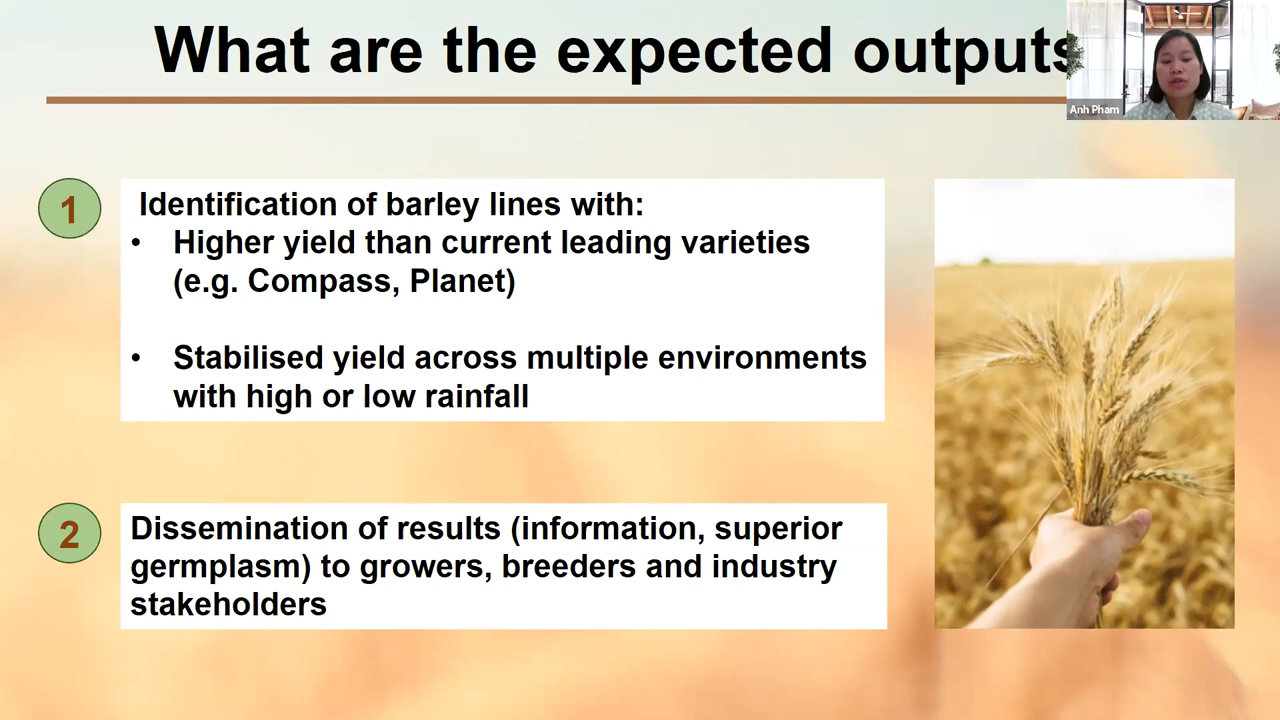 What are the expected outputs
Anh Pham
1
Identification of barley lines with:
• Higher yield than current leading varieties
(e.g. Compass, Planet)
• Stabilised yield across multiple environments
with high or low rainfall
2
Dissemination of results (information, superior
germplasm) to growers, breeders and industry
stakeholders